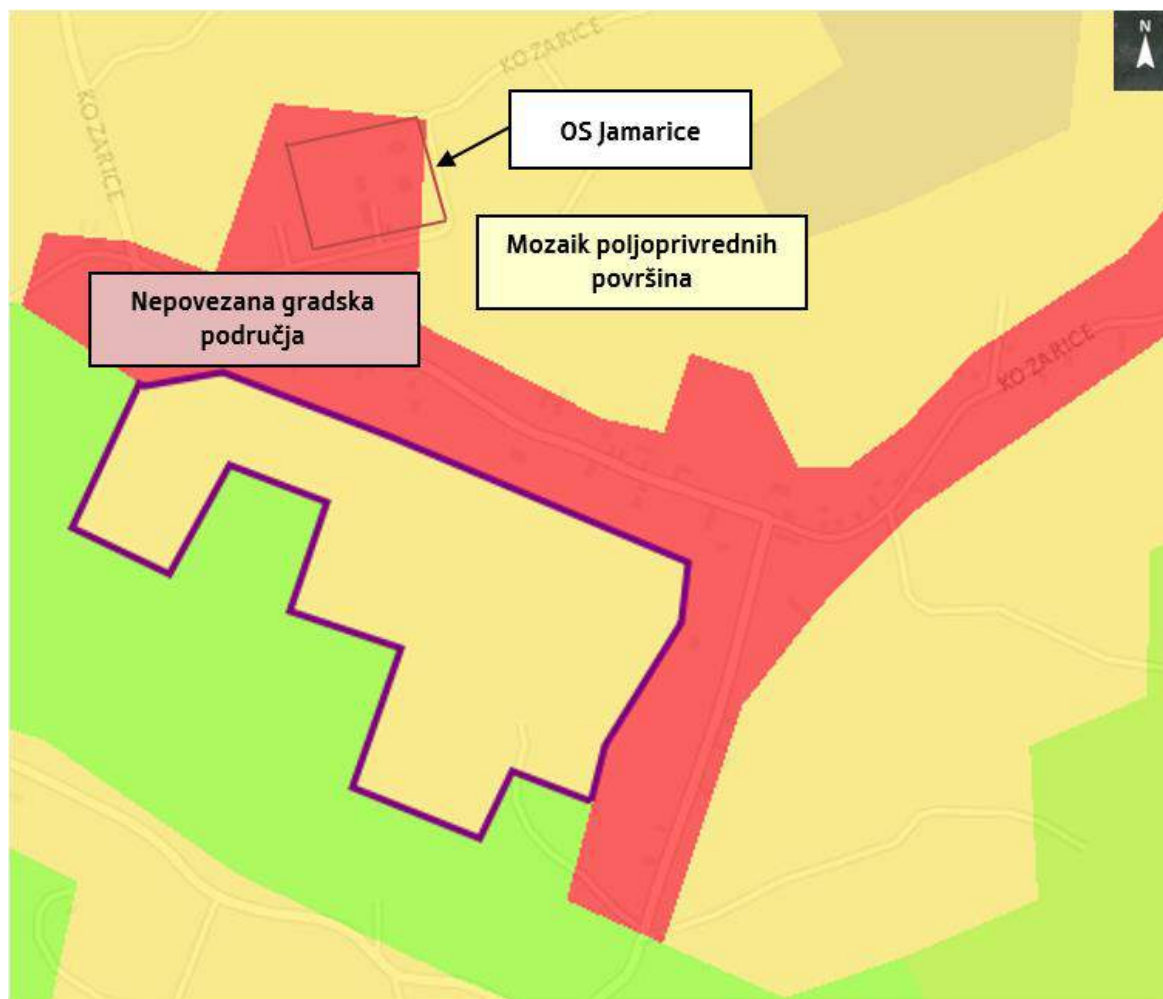 N
KOZARICE
KOZARICE
OS Jamarice
Mozaik poljoprivrednih
površina
Nepovezana gradska
područja
KOZARICE